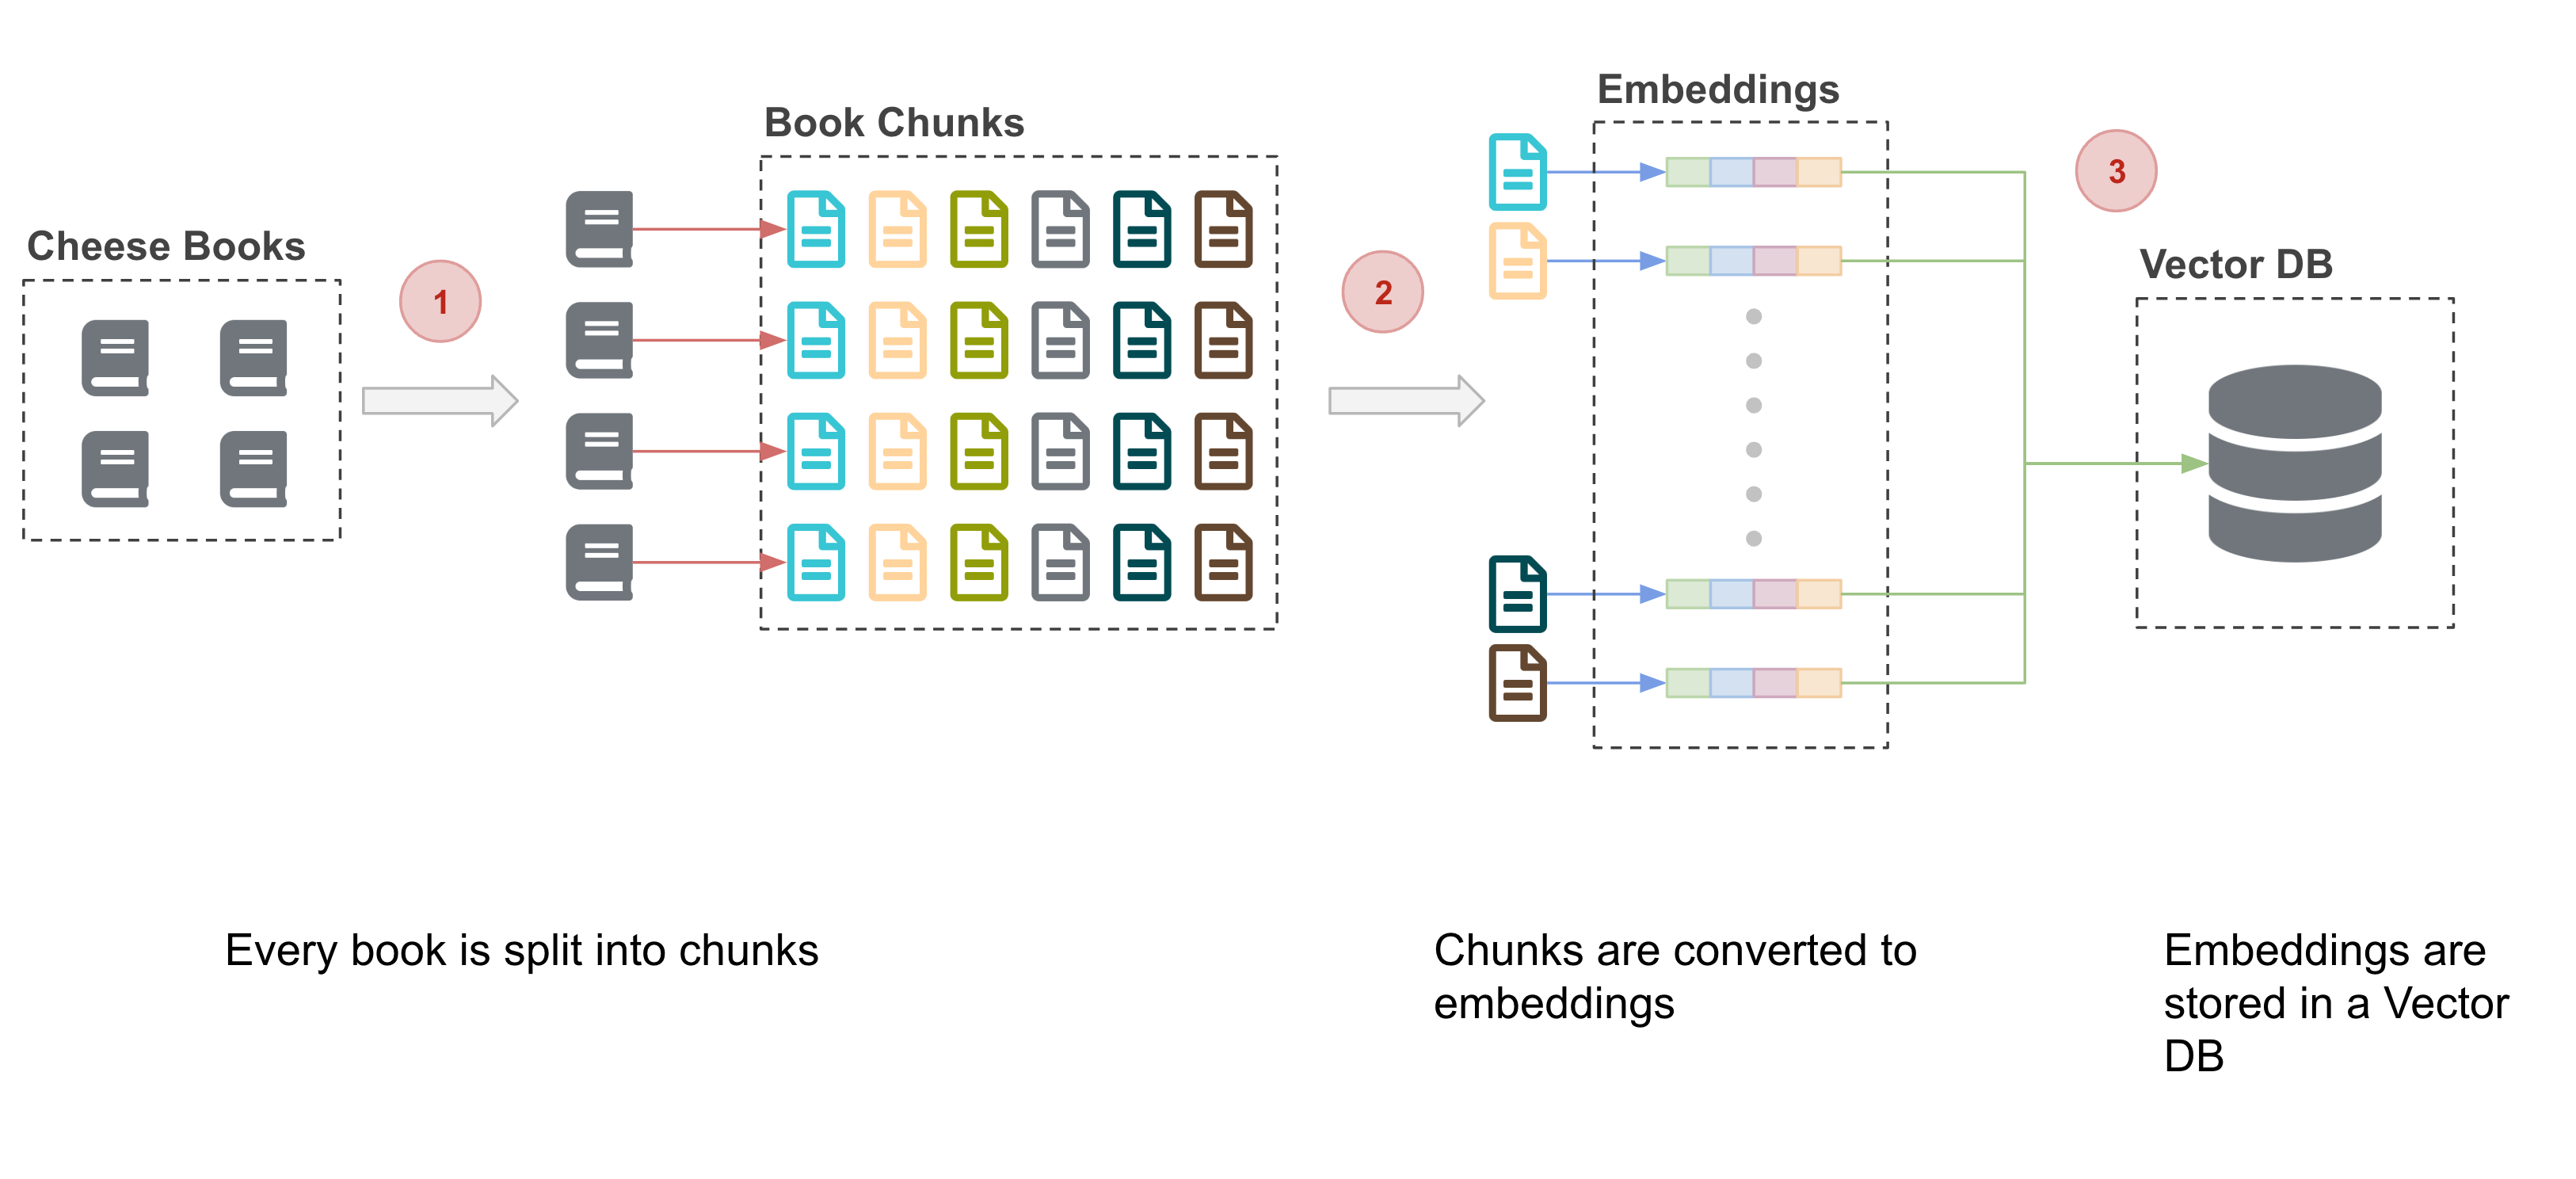 Cheese Books
1
Book Chunks
2
Embeddings
3
Vector DB
Every book is split into chunks
Chunks are converted to
embeddings
Embeddings are
stored in a Vector
DB